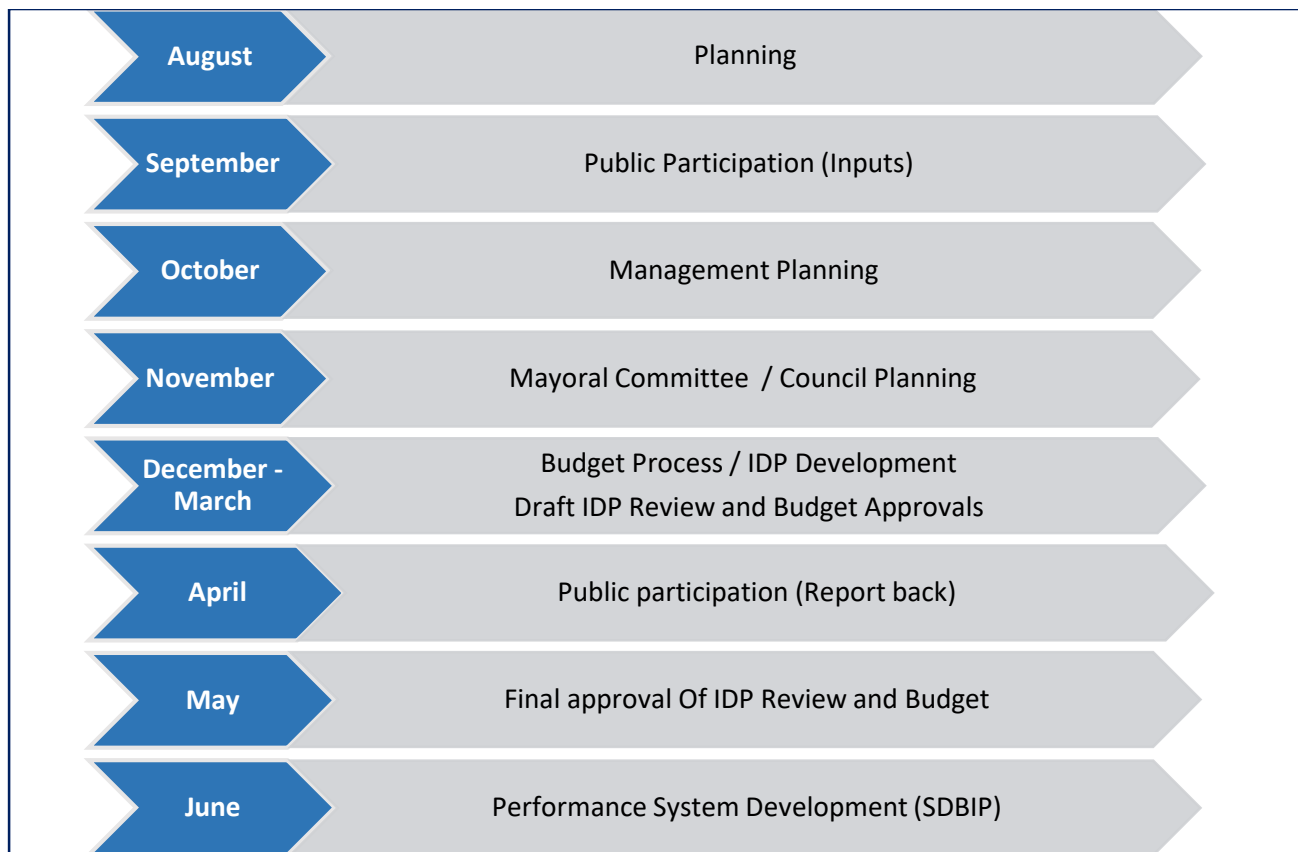 August
Planning
September
Public Participation (Inputs)
October
Management Planning
November
Mayoral Committee / Council Planning
December -
March
Budget Process / IDP Development
Draft IDP Review and Budget Approvals
April
Public participation (Report back)
May
Final approval Of IDP Review and Budget
June
Performance System Development (SDBIP)